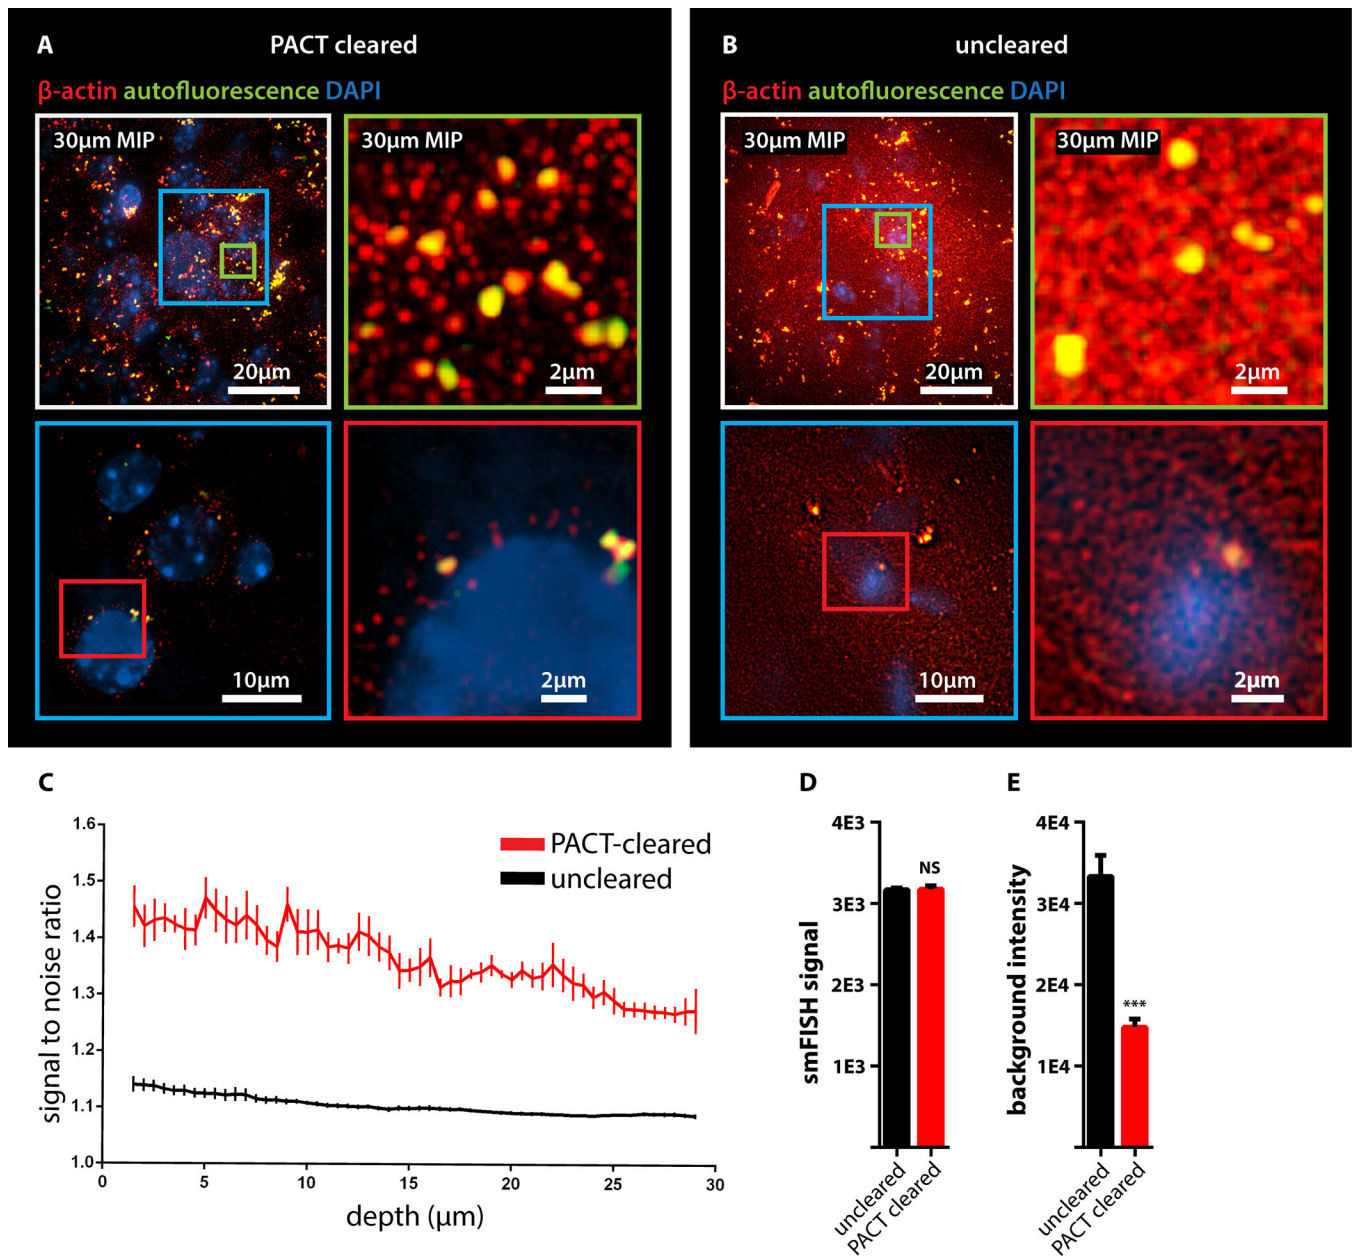 A PACT cleared
β-actin autofluorescence DAPI
30µm MIP
20µm
30µm MIP
2µm
10µm
2µm
B uncleared
β-actin autofluorescence DAPI
30µm MIP
20µm
30µm MIP
2µm
10µm
2µm
C
signal to noise ratio
1.6
1.5
1.4
1.3
1.2
1.1
1.0
0 5 10 15 20 25 30
depth (µm)
PACT-cleared
uncleared
D
smFISH signal
4E3
3E3
2E3
1E3
NS
uncleared
PACT cleared
E
background intensity
4E4
3E4
2E4
1E4
***
uncleared
PACT cleared